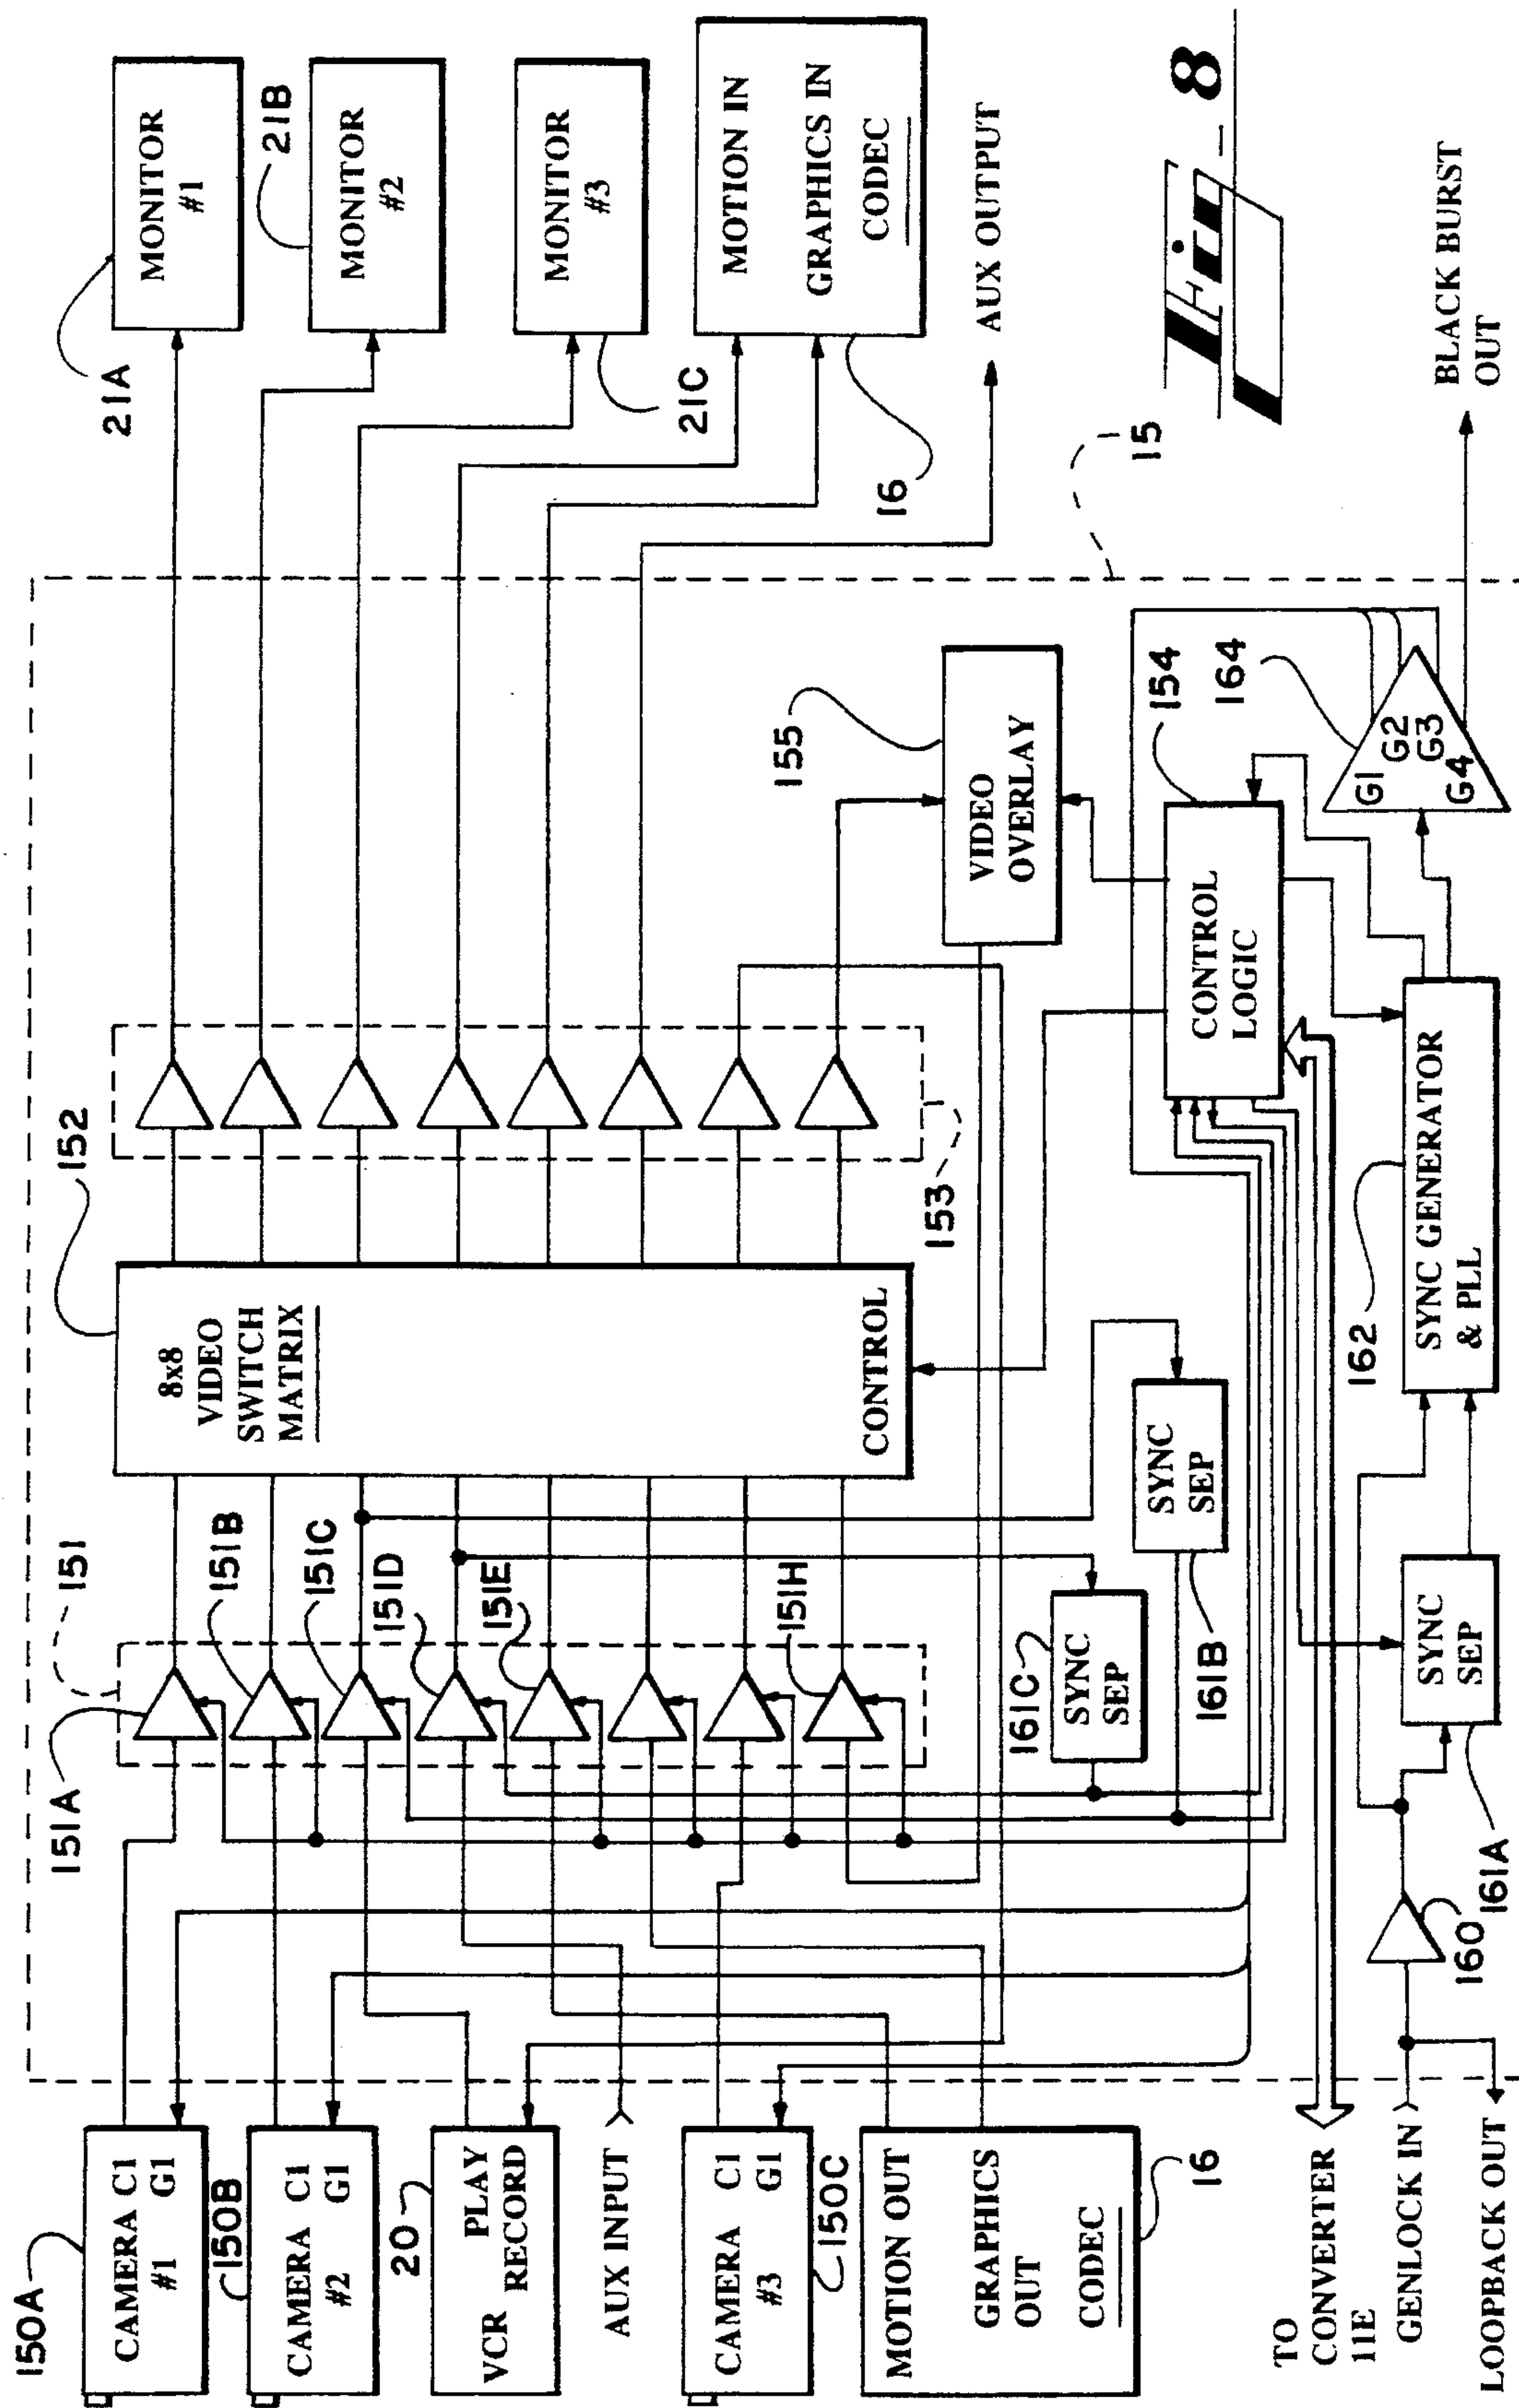 150A
CAMERA C1
#1 G1
150B
CAMERA C1
#2 G1
20
PLAY
VCR RECORD
AUX INPUT
CAMERA C1
#3 G1
150C
MOTION OUT
GRAPHICS
OUT
CODEC
16
TO
CONVERTER
11E
GENLOCK IN
LOOPBACK OUT
151
151A
151B
151C
151D
151E
151H
152
8x8
VIDEO
SWITCH
MATRIX
CONTROL
153
161C
SYNC
SEP
SYNC
SEP
161B
160
SYNC
SEP
161A
162
SYNC GENERATOR
& PLL
CONTROL
LOGIC
154
155
VIDEO
OVERLAY
164
G1
G2
G3
G4
15
21A
MONITOR
#1
21B
MONITOR
#2
MONITOR
#3
21C
MOTION IN
GRAPHICS IN
CODEC
16
AUX OUTPUT
BLACK BURST
OUT
Fig. 8